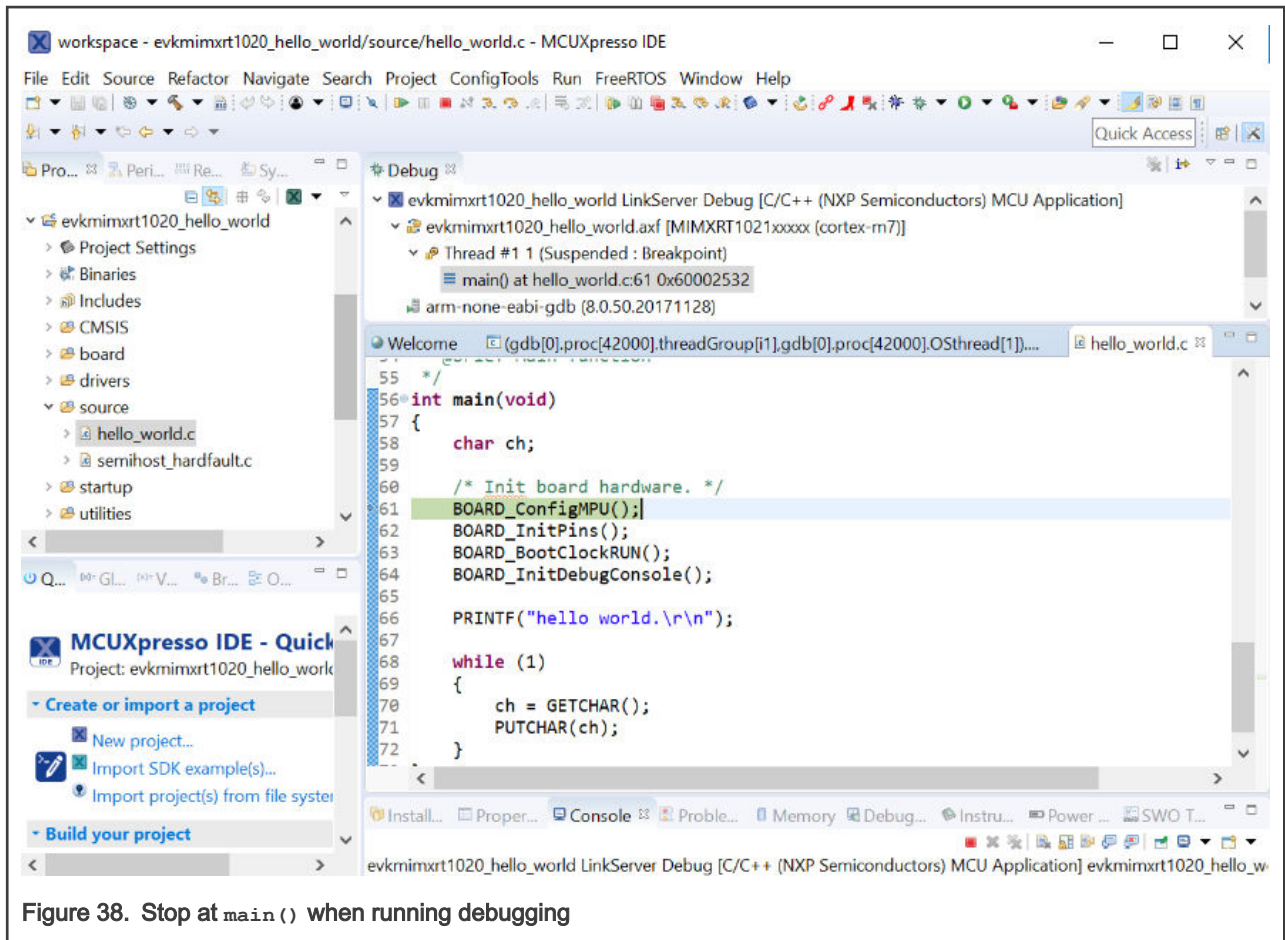 workspace - evkmimxrt1020_hello_world/source/hello_world.c - MCUXpresso IDE
File Edit Source Refactor Navigate Search Project ConfigTools Run FreeRTOS Window Help
Quick Access
Pro... Peri... Re... Sy...
evkmimxrt1020_hello_world
Project Settings
Binaries
Includes
CMSIS
board
drivers
source
hello_world.c
semihost_hardfault.c
startup
utilities
Debug
evkmimxrt1020_hello_world LinkServer Debug [C/C++ (NXP Semiconductors) MCU Application]
evkmimxrt1020_hello_world.axf [MIMXRT1021xxxxx (cortex-m7)]
Thread #1 1 (Suspended : Breakpoint)
main() at hello_world.c:61 0x60002532
arm-none-eabi-gdb (8.0.50.20171128)
Welcome (gdb[0].proc[42000].threadGroup[i1],gdb[0].proc[42000].OSthread[1]).... hello_world.c
55 */
56 int main(void)
57 {
58 char ch;
59
60 /* Init board hardware. */
61 BOARD_ConfigMPU();
62 BOARD_InitPins();
63 BOARD_BootClockRUN();
64 BOARD_InitDebugConsole();
65
66 PRINTF("hello world.\r\n");
67
68 while (1)
69 {
70 ch = GETCHAR();
71 PUTCHAR(ch);
72 }
Q... Gl... V... Br... O...
IDE
MCUXpresso IDE - Quick
Project: evkmimxrt1020_hello_worl
Create or import a project
New project...
Import SDK example(s)...
Import project(s) from file syster
Build your project
Install... Proper... Console Proble... Memory Debug... Instru... Power ... SWO T...
evkmimxrt1020_hello_world LinkServer Debug [C/C++ (NXP Semiconductors) MCU Application] evkmimxrt1020_hello_w
Figure 38. Stop at main() when running debugging